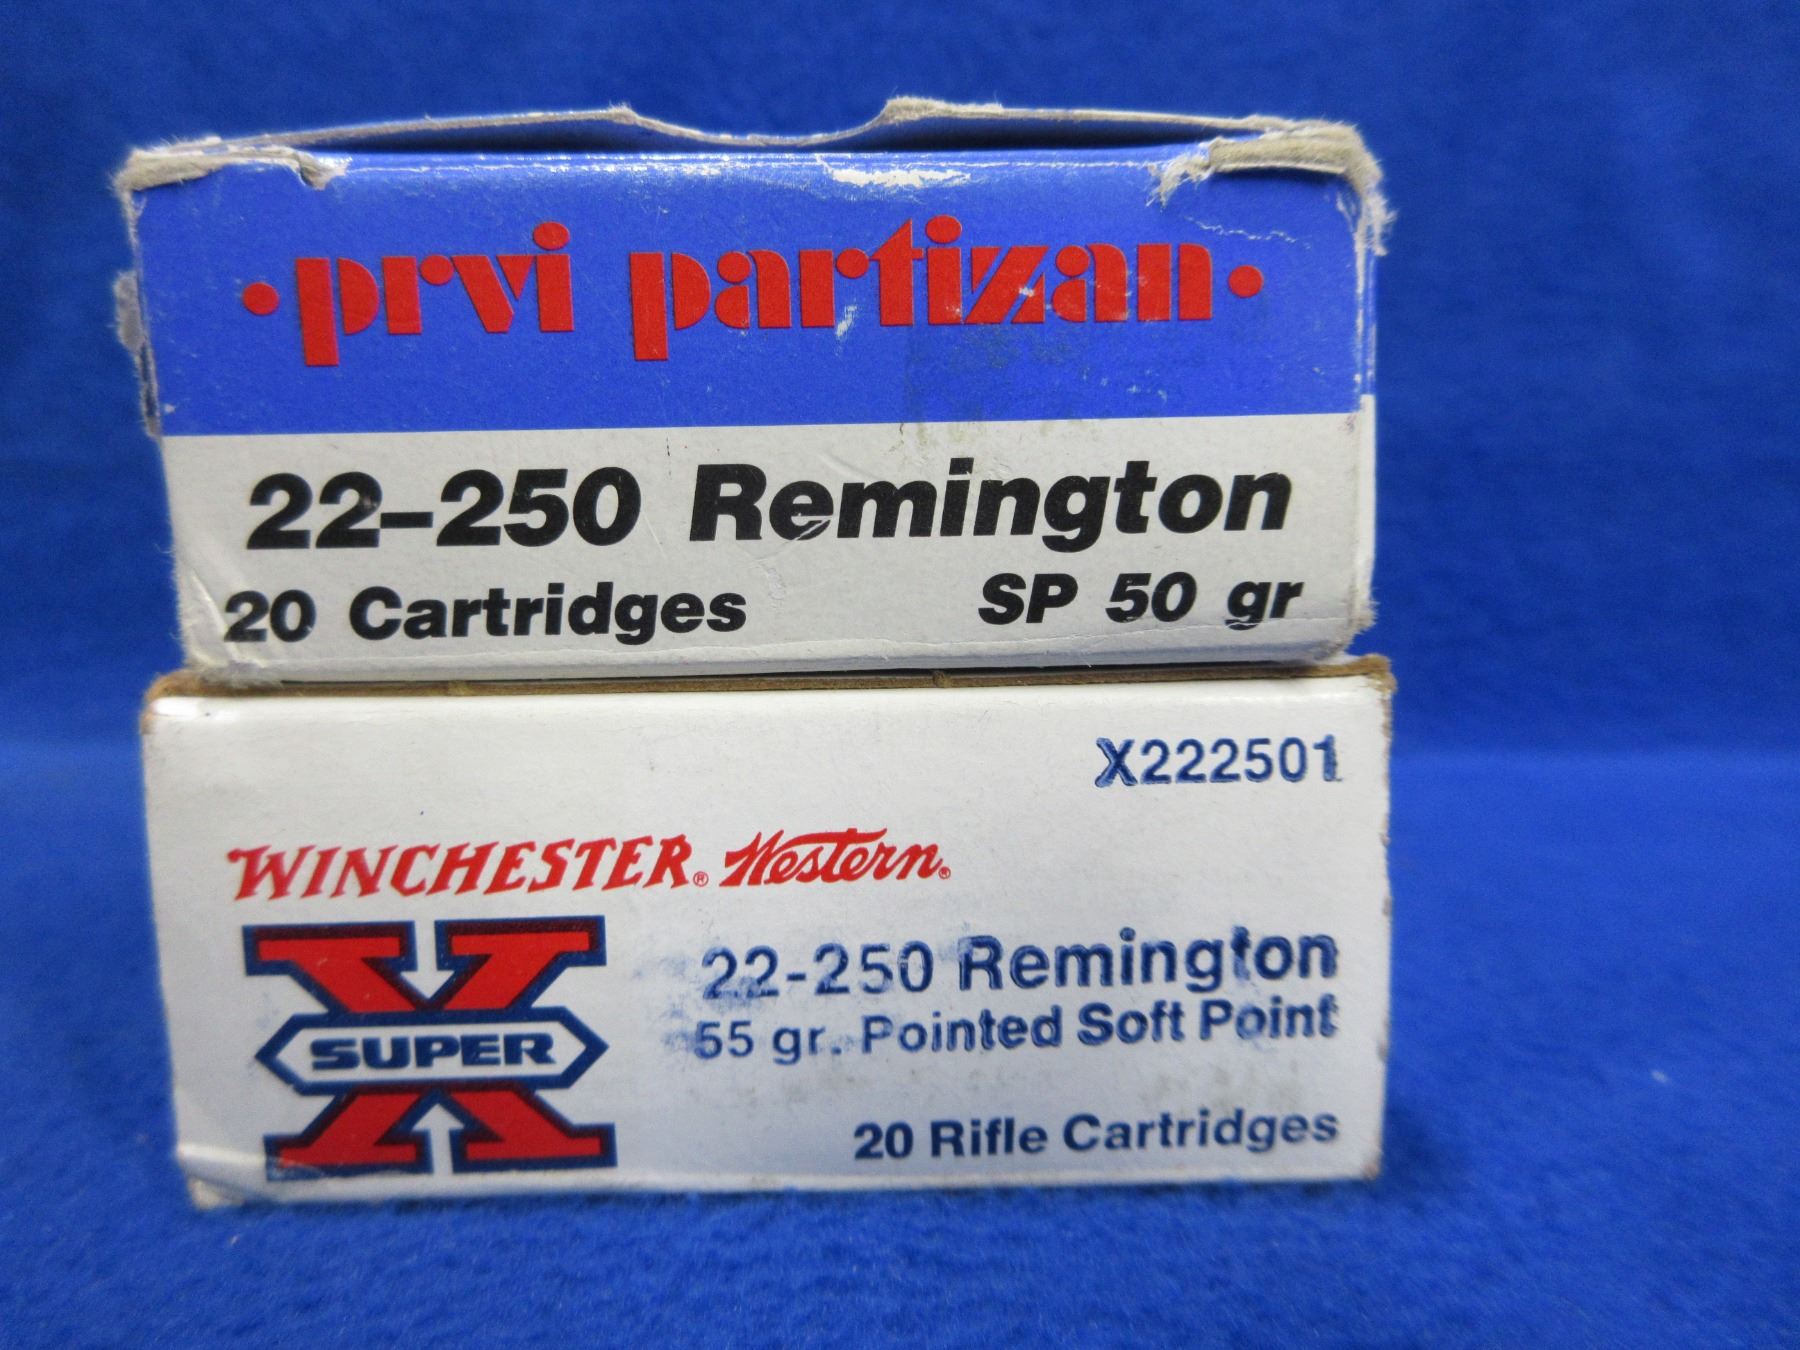 •prvi partizan•
22-250 Remington
20 Cartridges SP 50 gr
X222501
WINCHESTER® Western®
SUPER X
22-250 Remington
55 gr. Pointed Soft Point
20 Rifle Cartridges